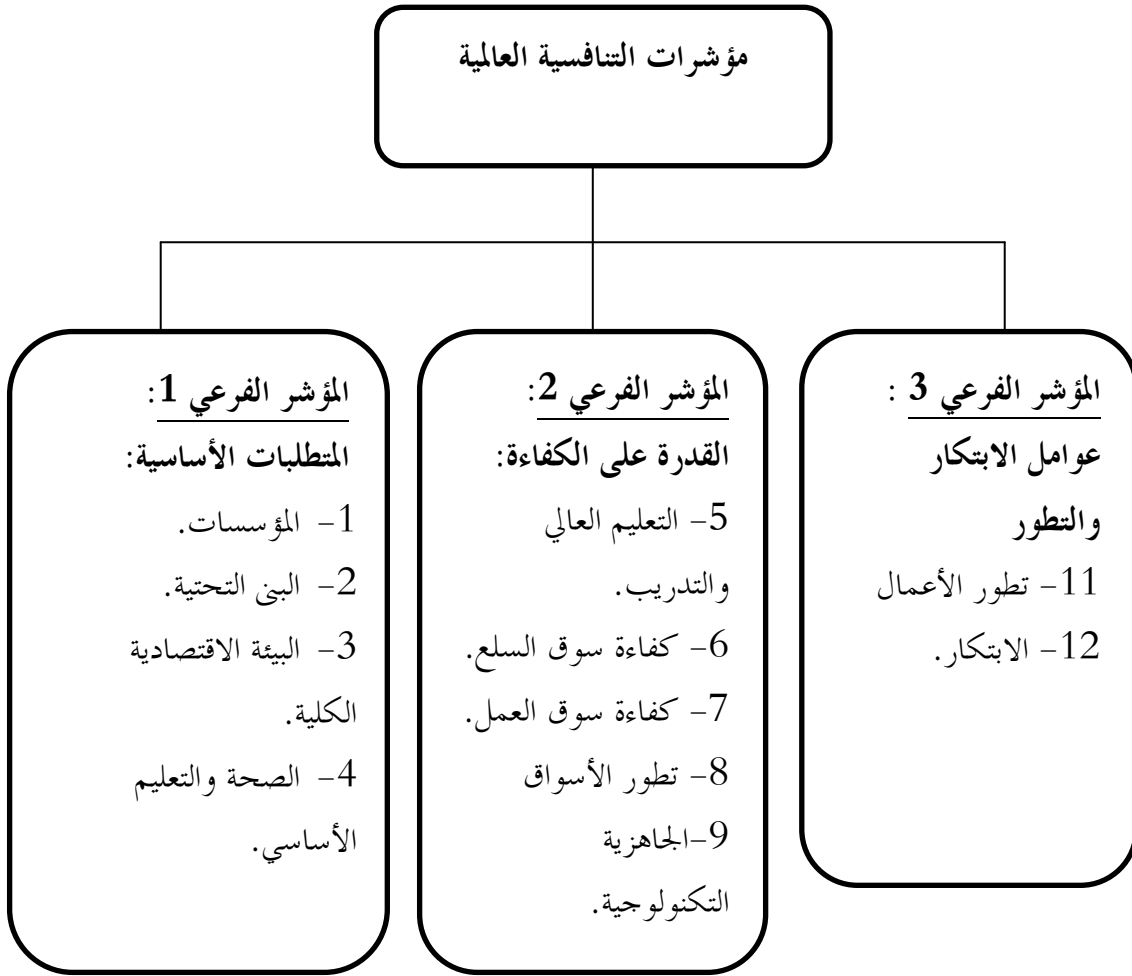 مؤشرات التنافسية العالمية
المؤشر الفرعي 3 :
عوامل الابتكار
والتطور
11- تطور الأعمال
12- الابتكار.
المؤشر الفرعي 2:
القدرة على الكفاءة:
5- التعليم العالي
والتدريب.
6- كفاءة سوق السلع.
7- كفاءة سوق العمل.
8- تطور الأسواق
9-الجاهزية
التكنولوجية.
المؤشر الفرعي 1:
المتطلبات الأساسية:
1- المؤسسات.
2- البنى التحتية.
3- البيئة الاقتصادية
الكلية.
4- الصحة والتعليم
الأساسي.